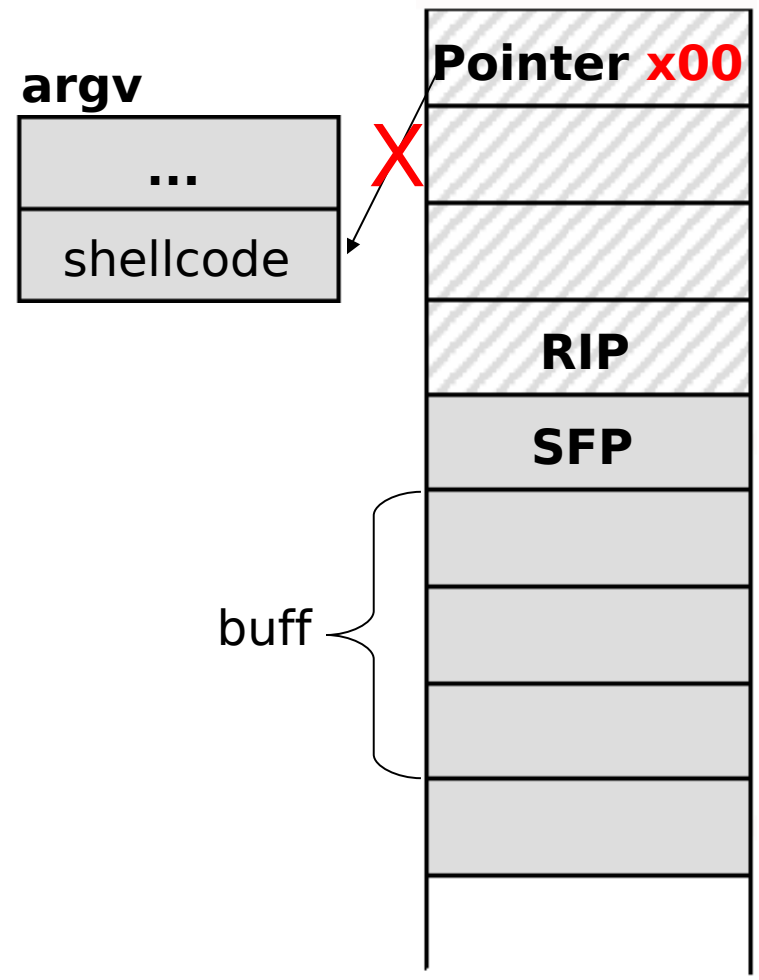 Pointer x00
argv
...
shellcode
RIP
SFP
buff
X